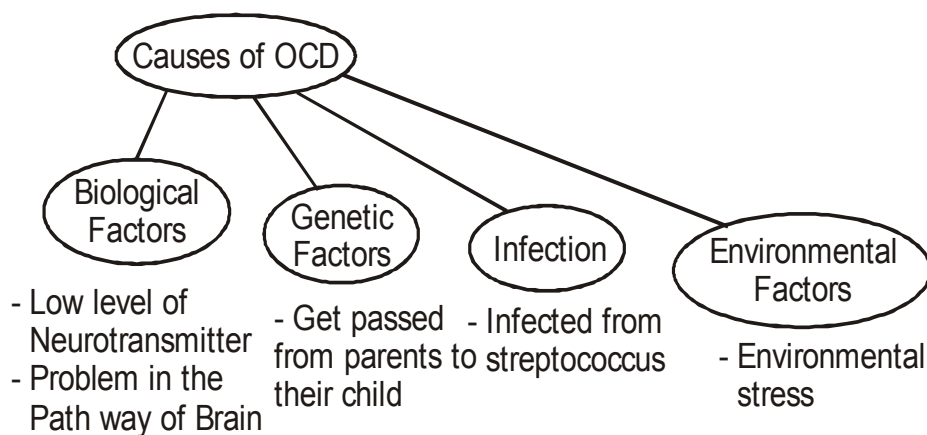 Causes of OCD
Biological
Factors
Genetic
Factors
Infection
Environmental
Factors
- Low level of
Neurotransmitter
- Problem in the
Path way of Brain
- Get passed
from parents to
their child
- Infected from
streptococcus
- Environmental
stress